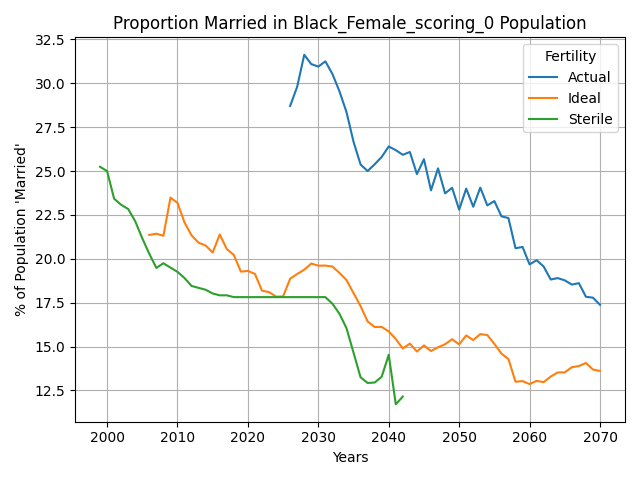 Proportion Married in Black_Female_scoring_0 Population
% of Population 'Married'
32.5
30.0
27.5
25.0
22.5
20.0
17.5
15.0
12.5
Fertility
Actual
Ideal
Sterile
2000 2010 2020 2030 2040 2050 2060 2070
Years